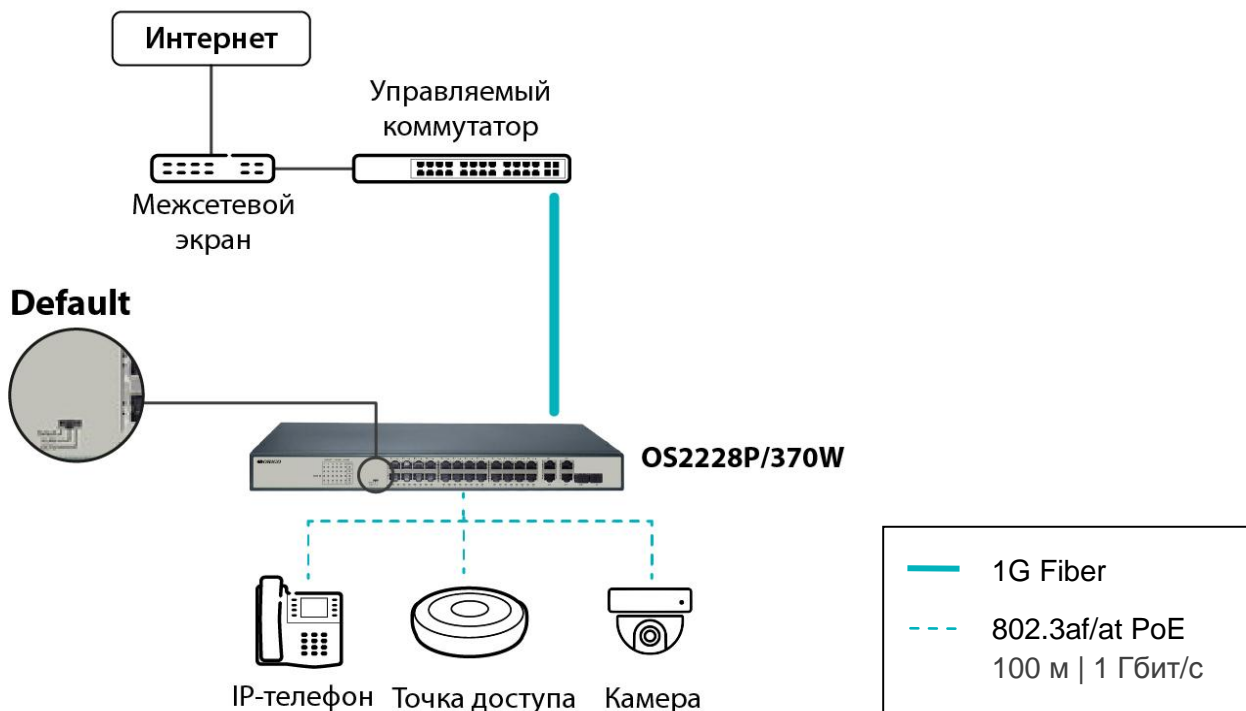 Интернет
Управляемый
коммутатор
Межсетевой
экран
Default
OS2228P/370W
IP-телефон
Точка доступа
Камера
1G Fiber
802.3af/at PoE
100 м | 1 Гбит/с